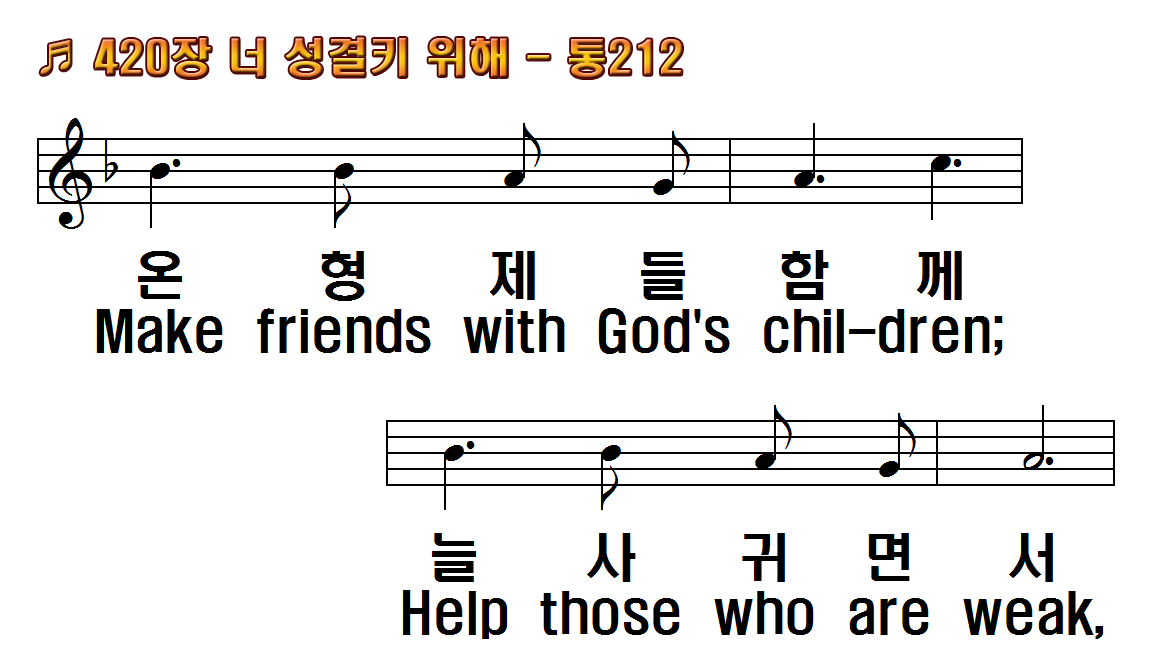 420장 너 성결키 위해 - 통212
온 형 제 들 함 께
Make friends with God's chil-dren;
늘 사 귀 면 서
Help those who are weak,